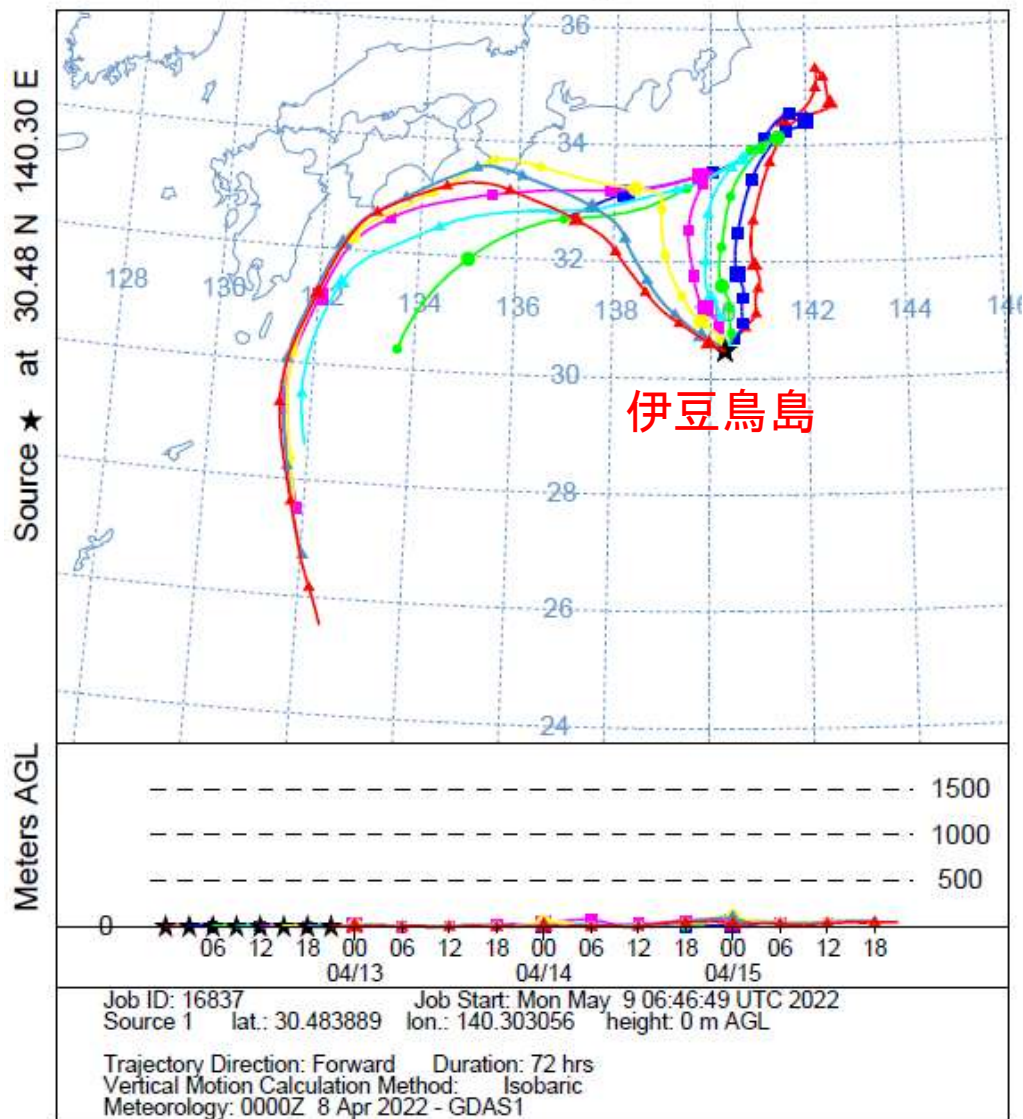 Source ★ at 30.48 N 140.30 E
36
34
32
128
130
132
134
136
138
142
146
30
伊豆鳥島
28
26
24
Meters AGL
1500
1000
500
0
06 12 18 00 06 12 18 00 06 12 18 00 06 12 18
04/13 04/14 04/15
Job ID: 16837 Job Start: Mon May 9 06:46:49 UTC 2022
Source 1 lat.: 30.483889 lon.: 140.303056 height: 0 m AGL
Trajectory Direction: Forward Duration: 72 hrs
Vertical Motion Calculation Method: Isobaric
Meteorology: 0000Z 8 Apr 2022 - GDAS1